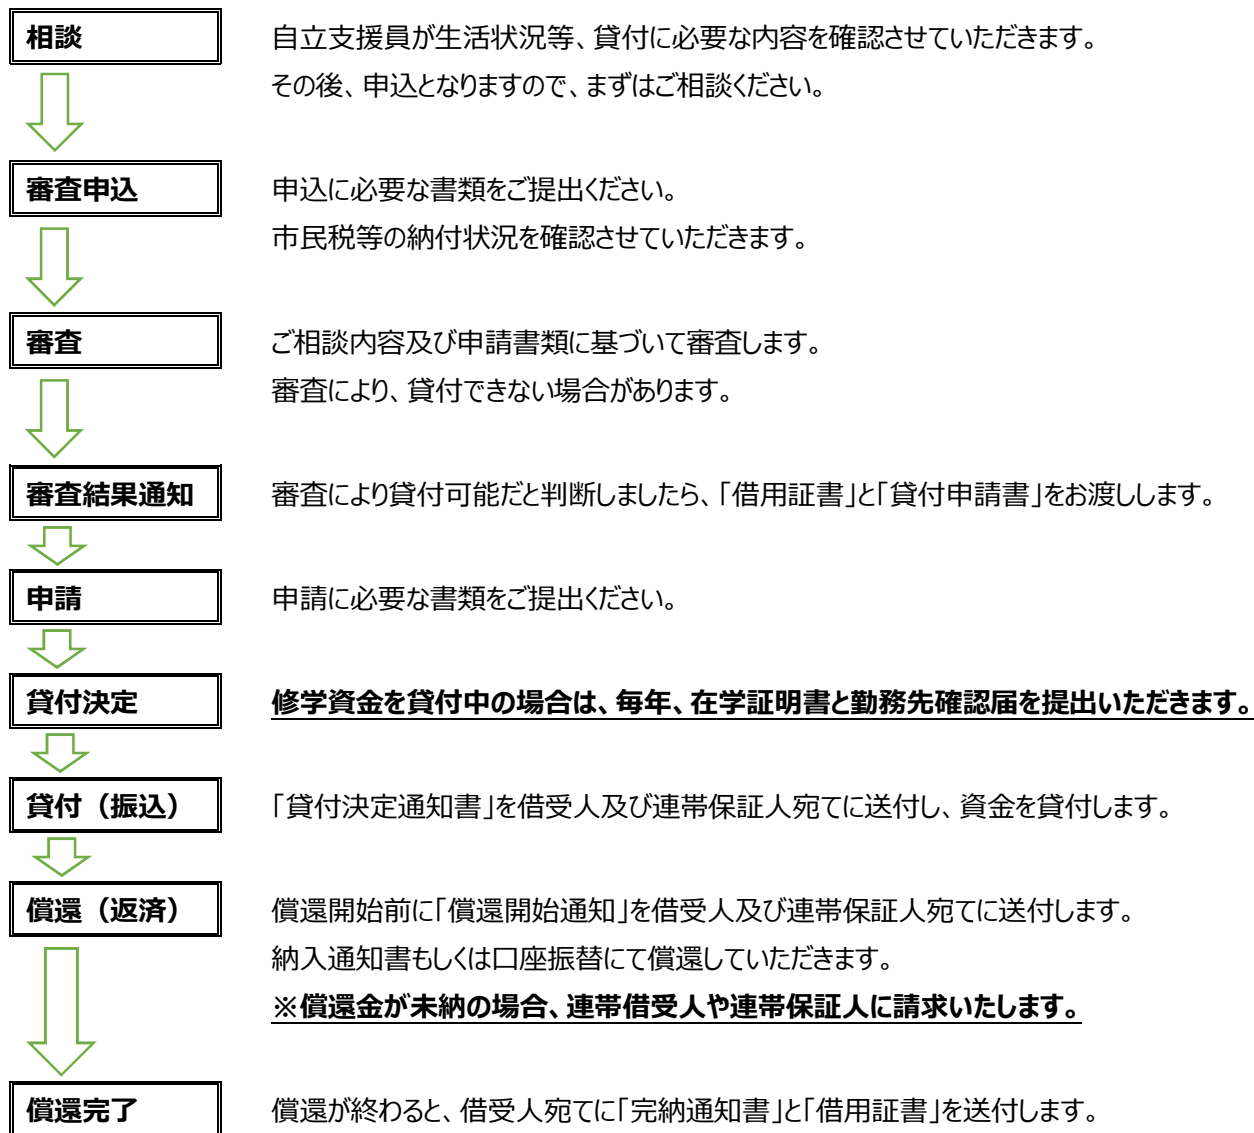 相談
自立支援員が生活状況等、貸付に必要な内容を確認させていただきます。
その後、申込となりますので、まずはご相談ください。
審査申込
申込に必要な書類をご提出ください。
市民税等の納付状況を確認させていただきます。
審査
ご相談内容及び申請書類に基づいて審査します。
審査により、貸付できない場合があります。
審査結果通知
審査により貸付可能だと判断しましたら、「借用証書」と「貸付申請書」をお渡しします。
申請
申請に必要な書類をご提出ください。
貸付決定
修学資金を貸付中の場合は、毎年、在学証明書と勤務先確認届を提出いただきます。
貸付（振込）
「貸付決定通知書」を借受人及び連帯保証人宛てに送付し、資金を貸付します。
償還（返済）
償還開始前に「償還開始通知」を借受人及び連帯保証人宛てに送付します。
納入通知書もしくは口座振替にて償還していただきます。
※償還金が未納の場合、連帯借受人や連帯保証人に請求いたします。
償還完了
償還が終わると、借受人宛てに「完納通知書」と「借用証書」を送付します。